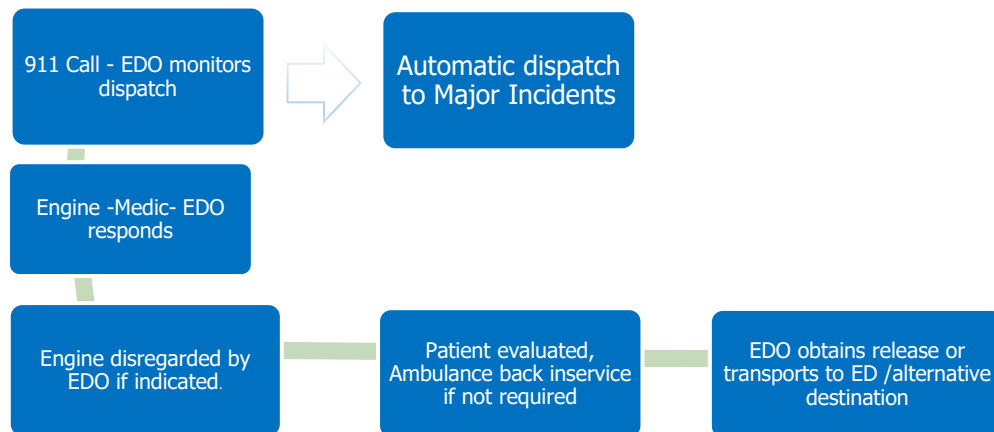 911 Call - EDO monitors
dispatch
Automatic dispatch
to Major Incidents
Engine -Medic- EDO
responds
Engine disregarded by
EDO if indicated.
Patient evaluated,
Ambulance back inservice
if not required
EDO obtains release or
transports to ED /alternative
destination